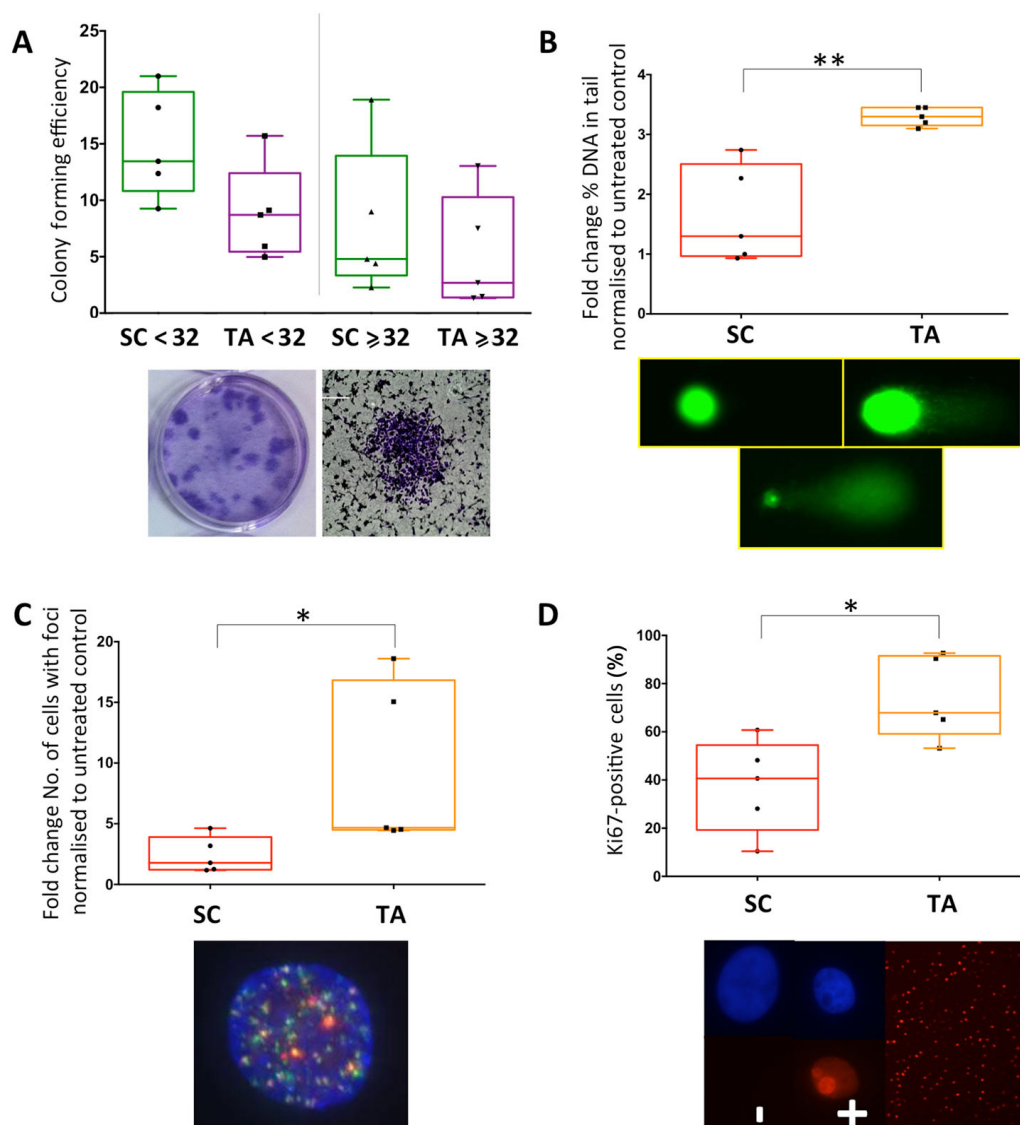 A
Colony forming efficiency
25
20
15
10
5
0
SC < 32
TA < 32
SC ⩾32
TA ⩾32
B
Fold change % DNA in tail
normalised to untreated control
**
4
3
2
1
0
SC
TA
C
Fold change No. of cells with foci
normalised to untreated control
*
20
15
10
5
0
SC
TA
D
Ki67-positive cells (%)
*
100
80
60
40
20
0
SC
TA
-
+